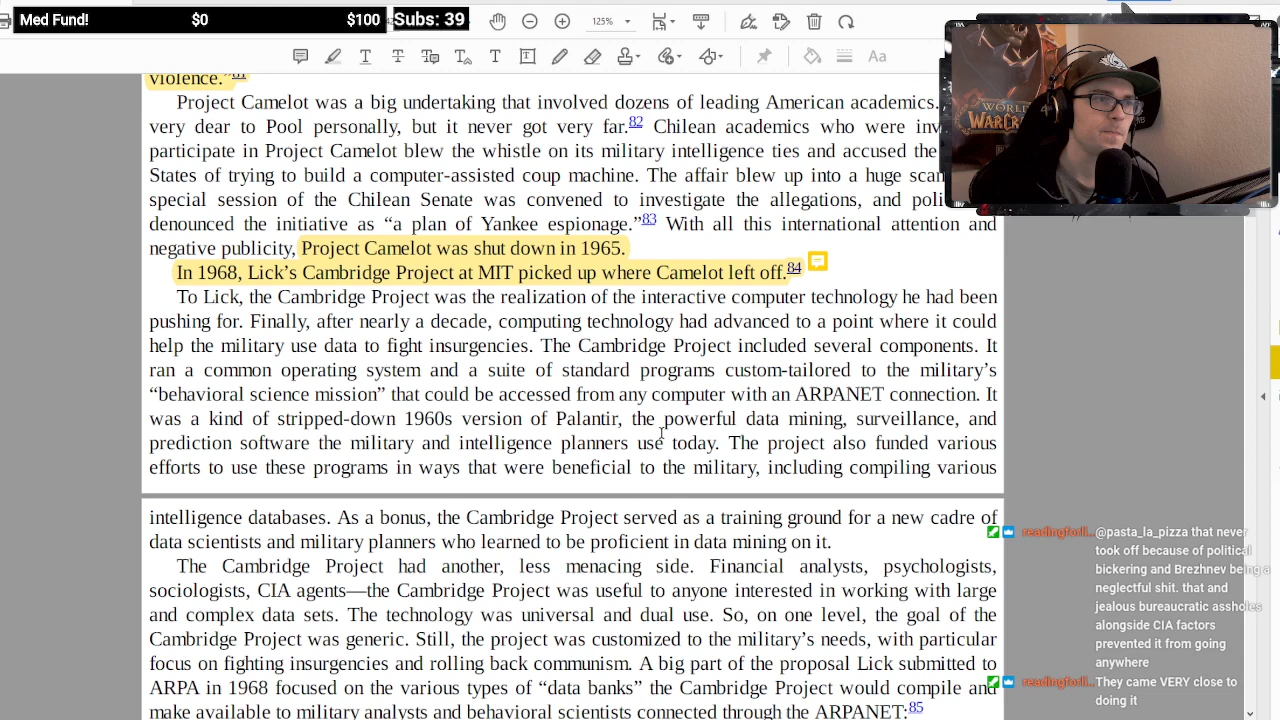 Med Fund!
$0
$100
Subs: 39
125%
Aa
violence.”81
Project Camelot was a big undertaking that involved dozens of leading American academics.
very dear to Pool personally, but it never got very far.82 Chilean academics who were inv
participate in Project Camelot blew the whistle on its military intelligence ties and accused the
States of trying to build a computer-assisted coup machine. The affair blew up into a huge scan
special session of the Chilean Senate was convened to investigate the allegations, and poli
denounced the initiative as “a plan of Yankee espionage.”83 With all this international attention and
negative publicity, Project Camelot was shut down in 1965.
In 1968, Lick’s Cambridge Project at MIT picked up where Camelot left off.84
To Lick, the Cambridge Project was the realization of the interactive computer technology he had been
pushing for. Finally, after nearly a decade, computing technology had advanced to a point where it could
help the military use data to fight insurgencies. The Cambridge Project included several components. It
ran a common operating system and a suite of standard programs custom-tailored to the military’s
“behavioral science mission” that could be accessed from any computer with an ARPANET connection. It
was a kind of stripped-down 1960s version of Palantir, the powerful data mining, surveillance, and
prediction software the military and intelligence planners use today. The project also funded various
efforts to use these programs in ways that were beneficial to the military, including compiling various
intelligence databases. As a bonus, the Cambridge Project served as a training ground for a new cadre of
data scientists and military planners who learned to be proficient in data mining on it.
The Cambridge Project had another, less menacing side. Financial analysts, psychologists,
sociologists, CIA agents—the Cambridge Project was useful to anyone interested in working with large
and complex data sets. The technology was universal and dual use. So, on one level, the goal of the
Cambridge Project was generic. Still, the project was customized to the military’s needs, with particular
focus on fighting insurgencies and rolling back communism. A big part of the proposal Lick submitted to
ARPA in 1968 focused on the various types of “data banks” the Cambridge Project would compile and
make available to military analysts and behavioral scientists connected through the ARPANET:85
WORLD
WARCRAFT
readingforli... @pasta_la_pizza that never
took off because of political
bickering and Brezhnev being a
neglectful shit. that and
jealous bureaucratic assholes
alongside CIA factors
prevented it from going
anywhere
readingforli... They came VERY close to
doing it